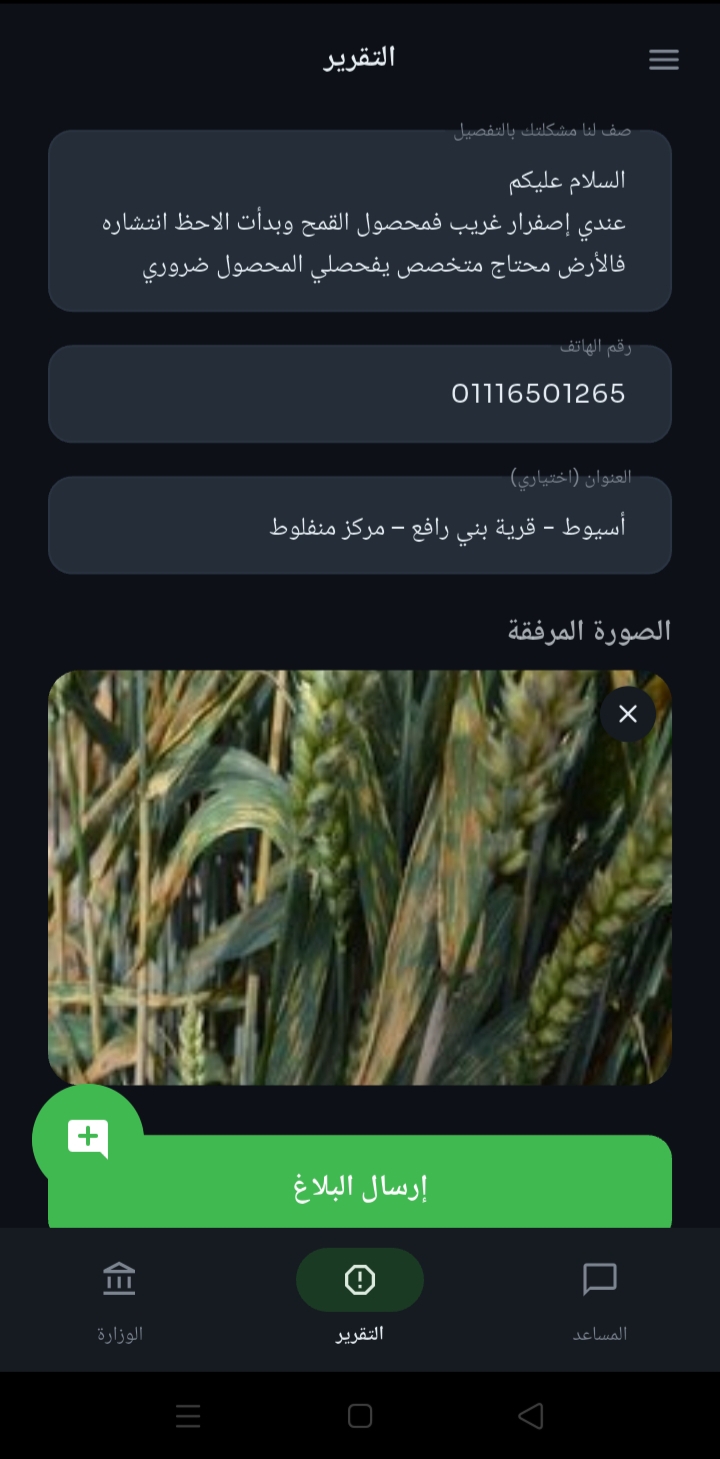 التقرير
صف لنا مشكلتك بالتفصيل
السلام عليكم
عندي إصفرار غريب فمحصول القمح وبدأت الاحظ انتشاره
فالأرض محتاج متخصص يفحصلي المحصول ضروري
رقم الهاتف
01116501265
العنوان (اختياري)
أسيوط - قرية بني رافع – مركز منفلوط
الصورة المرفقة
إرسال البلاغ
المساعد
التقرير
الوزارة